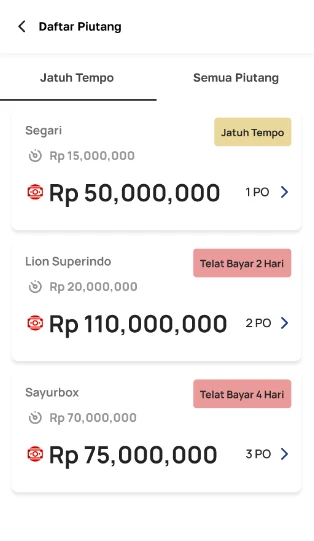 Daftar Piutang
Jatuh Tempo
Semua Piutang
Segari
Jatuh Tempo
Rp 15,000,000
Rp 50,000,000
1 PO
Lion Superindo
Telat Bayar 2 Hari
Rp 20,000,000
Rp 110,000,000
2 PO
Sayurbox
Telat Bayar 4 Hari
Rp 70,000,000
Rp 75,000,000
3 PO